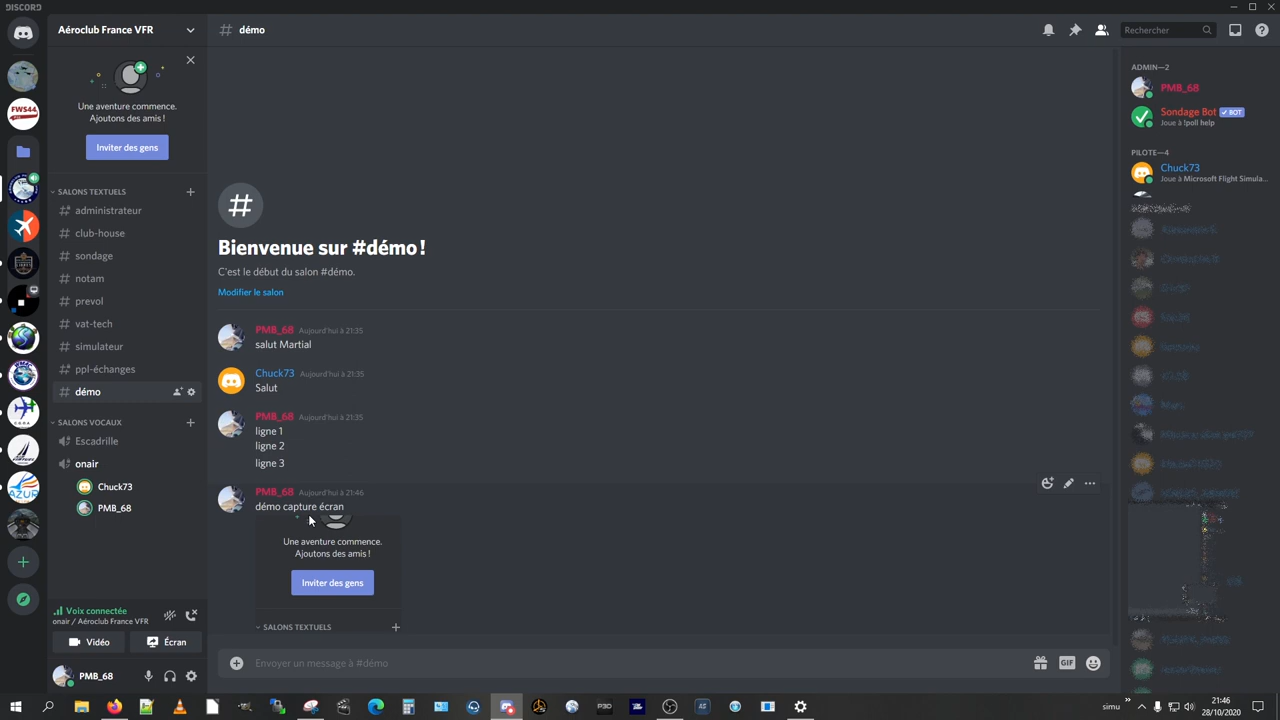 DISCORD
Aéroclub France VFR
démo
Rechercher
Une aventure commence.
Ajoutons des amis !
Inviter des gens
FWS44
SALONS TEXTUELS
administrateur
club-house
sondage
notam
prevol
vat-tech
simulateur
ppl-échanges
démo
SALONS VOCAUX
Escadrille
onair
Chuck73
PMB_68
AZUR
Voix connectée
onair / Aéroclub France VFR
Vidéo
Écran
PMB_68
Bienvenue sur #démo !
C'est le début du salon #démo.
Modifier le salon
PMB_68 Aujourd'hui à 21:35
salut Martial
Chuck73 Aujourd'hui à 21:35
Salut
PMB_68 Aujourd'hui à 21:35
ligne 1
ligne 2
ligne 3
PMB_68 Aujourd'hui à 21:46
démo capture écran
Une aventure commence.
Ajoutons des amis !
Inviter des gens
SALONS TEXTUELS
Envoyer un message à #démo
GIF
ADMIN—2
PMB_68
Sondage Bot BOT
Joue à !poll help
PILOTE—4
Chuck73
Joue à Microsoft Flight Simula...
P3D
simu
21:46
28/10/2020